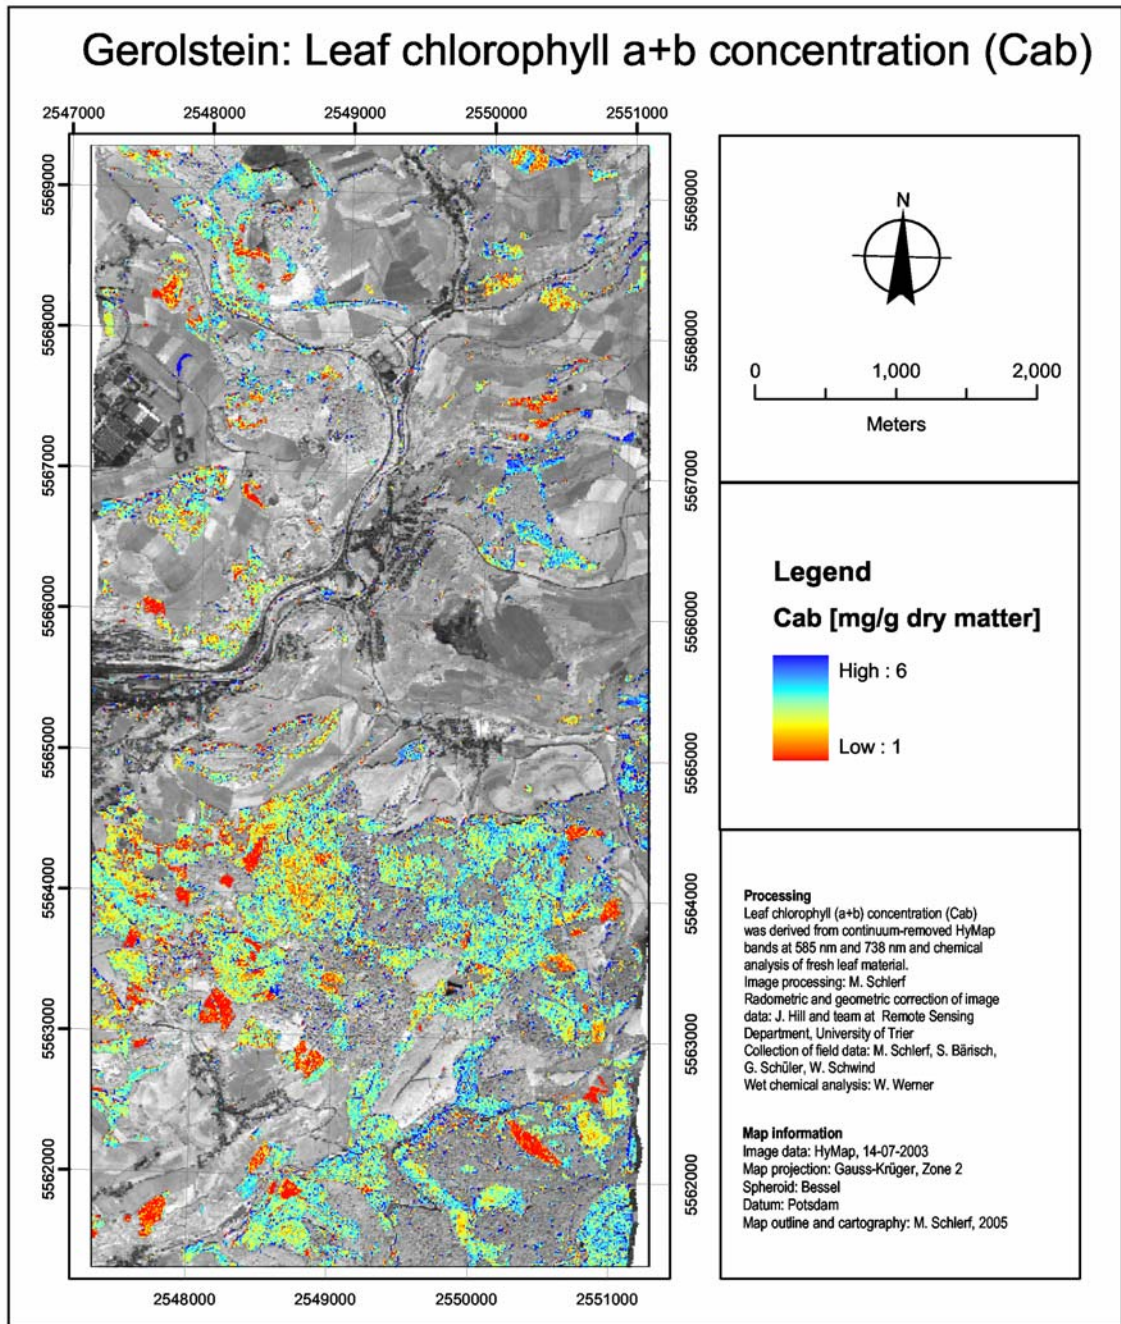 Gerolstein: Leaf chlorophyll a+b concentration (Cab)
2547000 2548000 2549000 2550000 2551000
5569000
5568000
5567000
5566000
5565000
5564000
5563000
5562000
5569000
5568000
5567000
5566000
5565000
5564000
5563000
5562000
2548000 2549000 2550000 2551000
N
0 1,000 2,000
Meters
Legend
Cab [mg/g dry matter]
High : 6
Low : 1
Processing
Leaf chlorophyll (a+b) concentration (Cab)
was derived from continuum-removed HyMap
bands at 585 nm and 738 nm and chemical
analysis of fresh leaf material.
Image processing: M. Schlerf
Radometric and geometric correction of image
data: J. Hill and team at Remote Sensing
Department, University of Trier
Collection of field data: M. Schlerf, S. Bärisch,
G. Schüler, W. Schwind
Wet chemical analysis: W. Werner
Map information
Image data: HyMap, 14-07-2003
Map projection: Gauss-Krüger, Zone 2
Spheroid: Bessel
Datum: Potsdam
Map outline and cartography: M. Schlerf, 2005